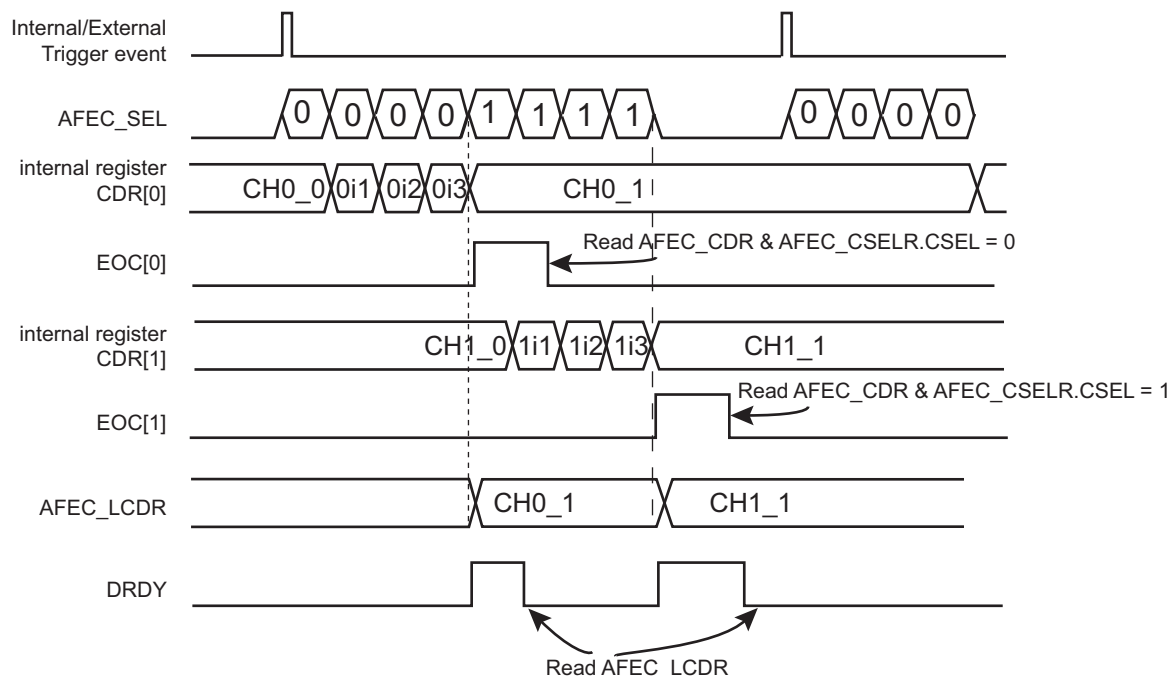 Internal/External
Trigger event
AFEC_SEL
0 0 0 0 1 1 1 1 0 0 0 0
internal register
CDR[0]
CH0_0 0i1 0i2 0i3 CH0_1
EOC[0]
Read AFEC_CDR & AFEC_CSELR.CSEL = 0
internal register
CDR[1]
CH1_0 1i1 1i2 1i3 CH1_1
EOC[1]
Read AFEC_CDR & AFEC_CSELR.CSEL = 1
AFEC_LCDR
CH0_1 CH1_1
DRDY
Read AFEC_LCDR